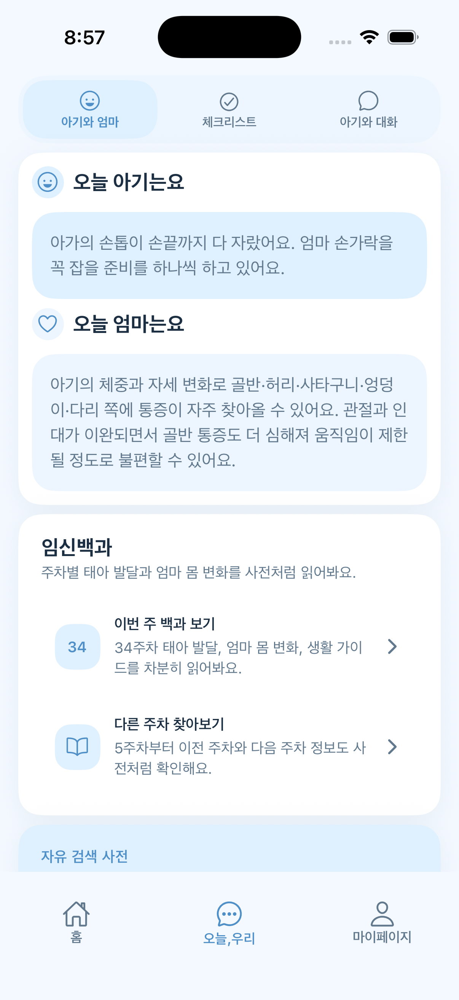 8:57
아기와 엄마
체크리스트
아기와 대화
오늘 아기는요
아가의 손톱이 손끝까지 다 자랐어요. 엄마 손가락을
꼭 잡을 준비를 하나씩 하고 있어요.
오늘 엄마는요
아기의 체중과 자세 변화로 골반·허리·사타구니·엉덩
이·다리 쪽에 통증이 자주 찾아올 수 있어요. 관절과 인
대가 이완되면서 골반 통증도 더 심해져 움직임이 제한
될 정도로 불편할 수 있어요.
임신백과
주차별 태아 발달과 엄마 몸 변화를 사전처럼 읽어봐요.
이번 주 백과 보기
34
34주차 태아 발달, 엄마 몸 변화, 생활 가이
드를 차분히 읽어봐요.
다른 주차 찾아보기
5주차부터 이전 주차와 다음 주차 정보도 사
전처럼 확인해요.
자유 검색 사전
홈
오늘,우리
마이페이지